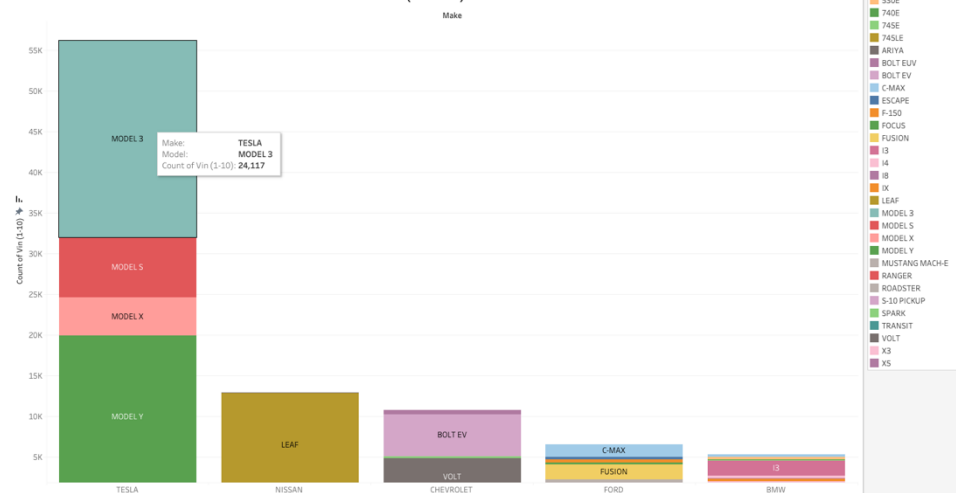 Make
Count of Vin (1-10)
55K
50K
45K
40K
35K
30K
25K
20K
15K
10K
5K
MODEL 3
MODEL S
MODEL X
MODEL Y
Make: TESLA
Model: MODEL 3
Count of Vin (1-10): 24,117
LEAF
BOLT EV
VOLT
C-MAX
FUSION
I3
TESLA
NISSAN
CHEVROLET
FORD
BMW
740E
745E
745LE
ARIYA
BOLT EUV
BOLT EV
C-MAX
ESCAPE
F-150
FOCUS
FUSION
I3
I4
I8
IX
LEAF
MODEL 3
MODEL S
MODEL X
MODEL Y
MUSTANG MACH-E
RANGER
ROADSTER
S-10 PICKUP
SPARK
TRANSIT
VOLT
X3
X5